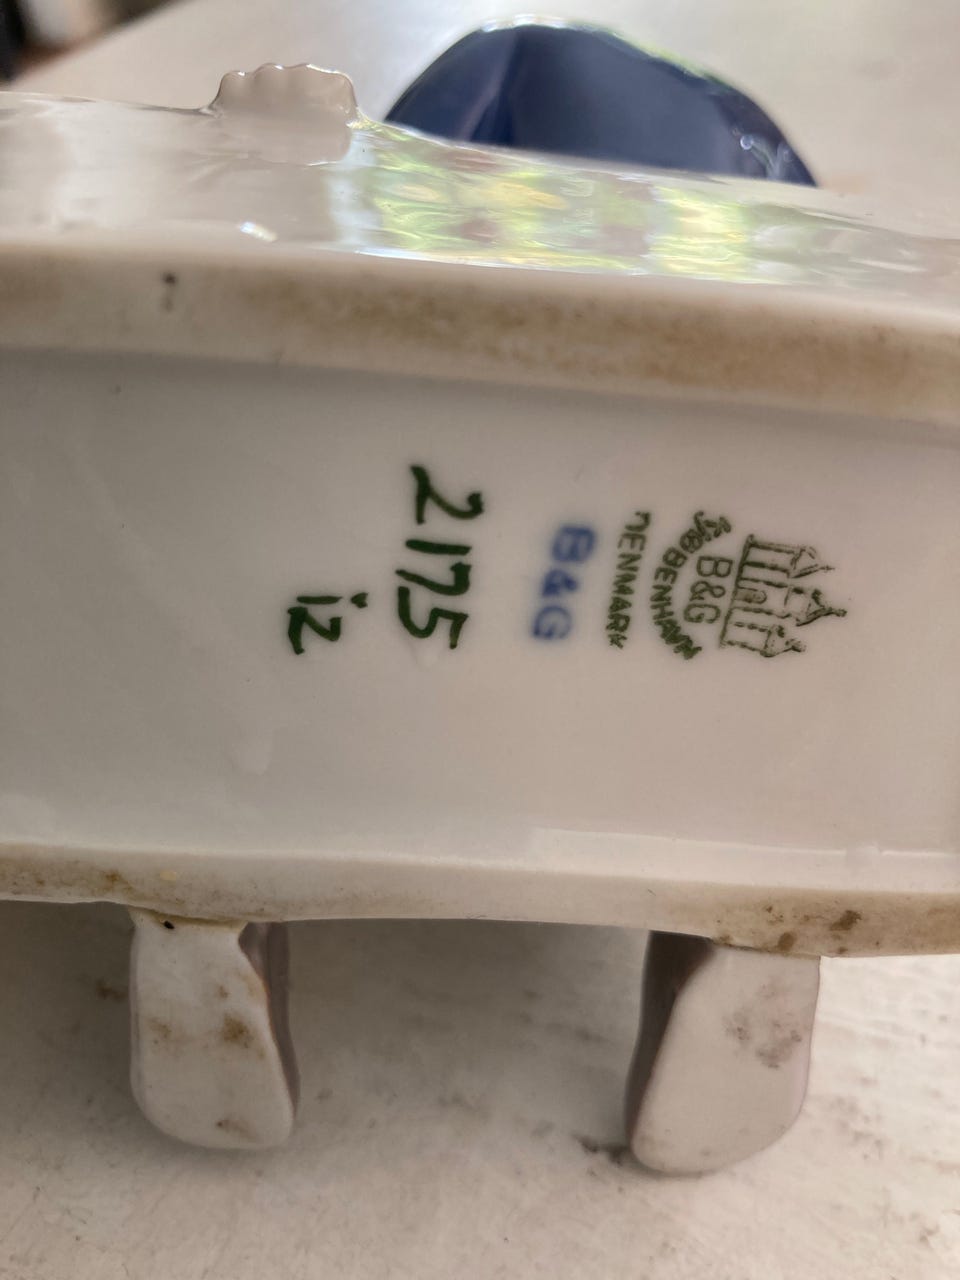 B&G
KJØBENHAVN
DENMARK
B&G
2175
iz